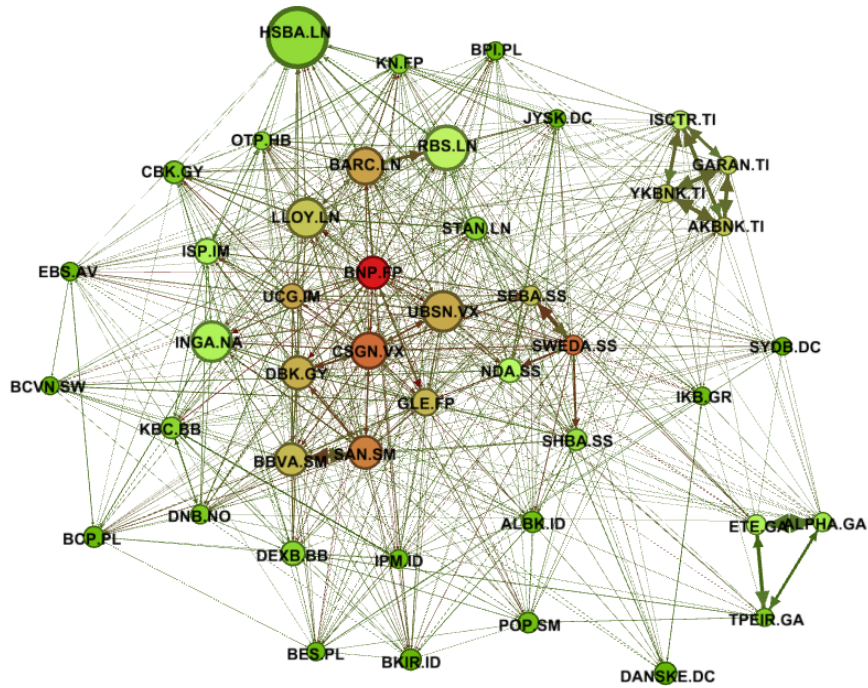 HSBA.LN
BPI.PL
KN.FP
JYSK.DC
ISCTR.TI
OTP.HB
RBS.LN
BARC.LN
GARAN.TI
CBK.GY
YKBNK.TI
LLOY.LN
STAN.LN
AKBNK.TI
ISP.IM
EBS.AV
BNP.FP
UCG.IM
SEBA.SS
UBSN.VX
INGA.NA
CSGN.VX
SWEDA.SS
SYDB.DC
DBK.GY
NDA.SS
BCVN.SW
IKB.GR
GLE.FP
KBC.BB
SHBA.SS
BBVA.SM
SAN.SM
DNB.NO
ALBK.ID
ETE.GA
ALPHA.GA
BCP.PL
DEXB.BB
IPM.ID
TPEIR.GA
POP.SM
BES.PL
BKIR.ID
DANSKE.DC